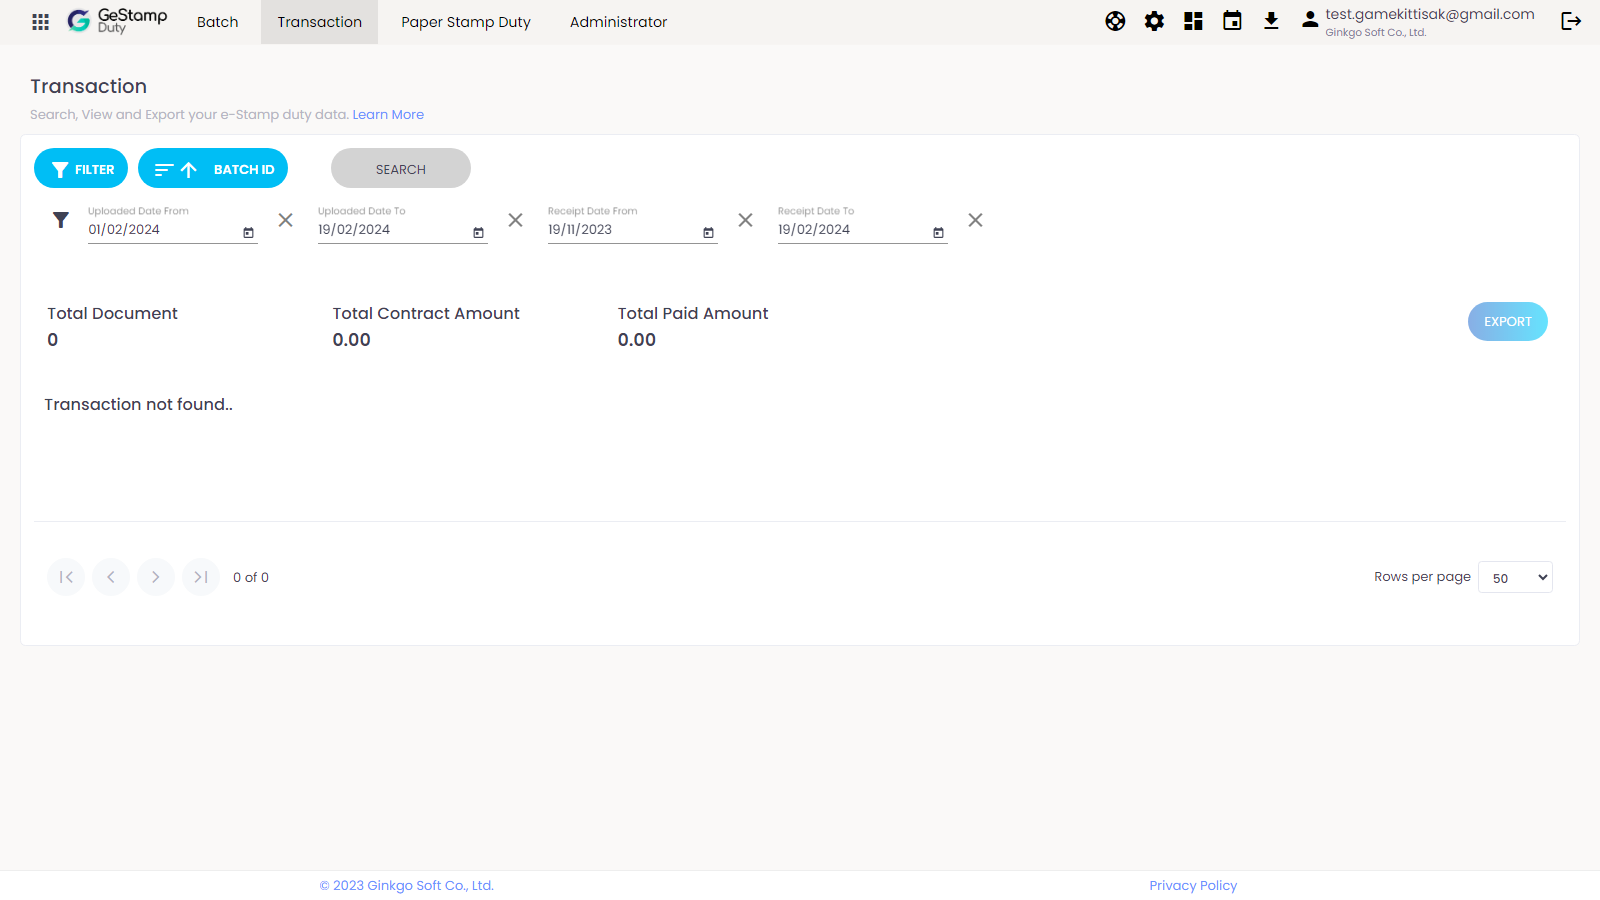 GeStamp
Duty
Batch
Transaction
Paper Stamp Duty
Administrator
test.gamekittisak@gmail.com
Ginkgo Soft Co., Ltd.
Transaction
Search, View and Export your e-Stamp duty data. Learn More
FILTER
BATCH ID
SEARCH
Uploaded Date From
01/02/2024
Uploaded Date To
19/02/2024
Receipt Date From
19/11/2023
Receipt Date To
19/02/2024
Total Document
0
Total Contract Amount
0.00
Total Paid Amount
0.00
EXPORT
Transaction not found..
0 of 0
Rows per page
50
© 2023 Ginkgo Soft Co., Ltd.
Privacy Policy